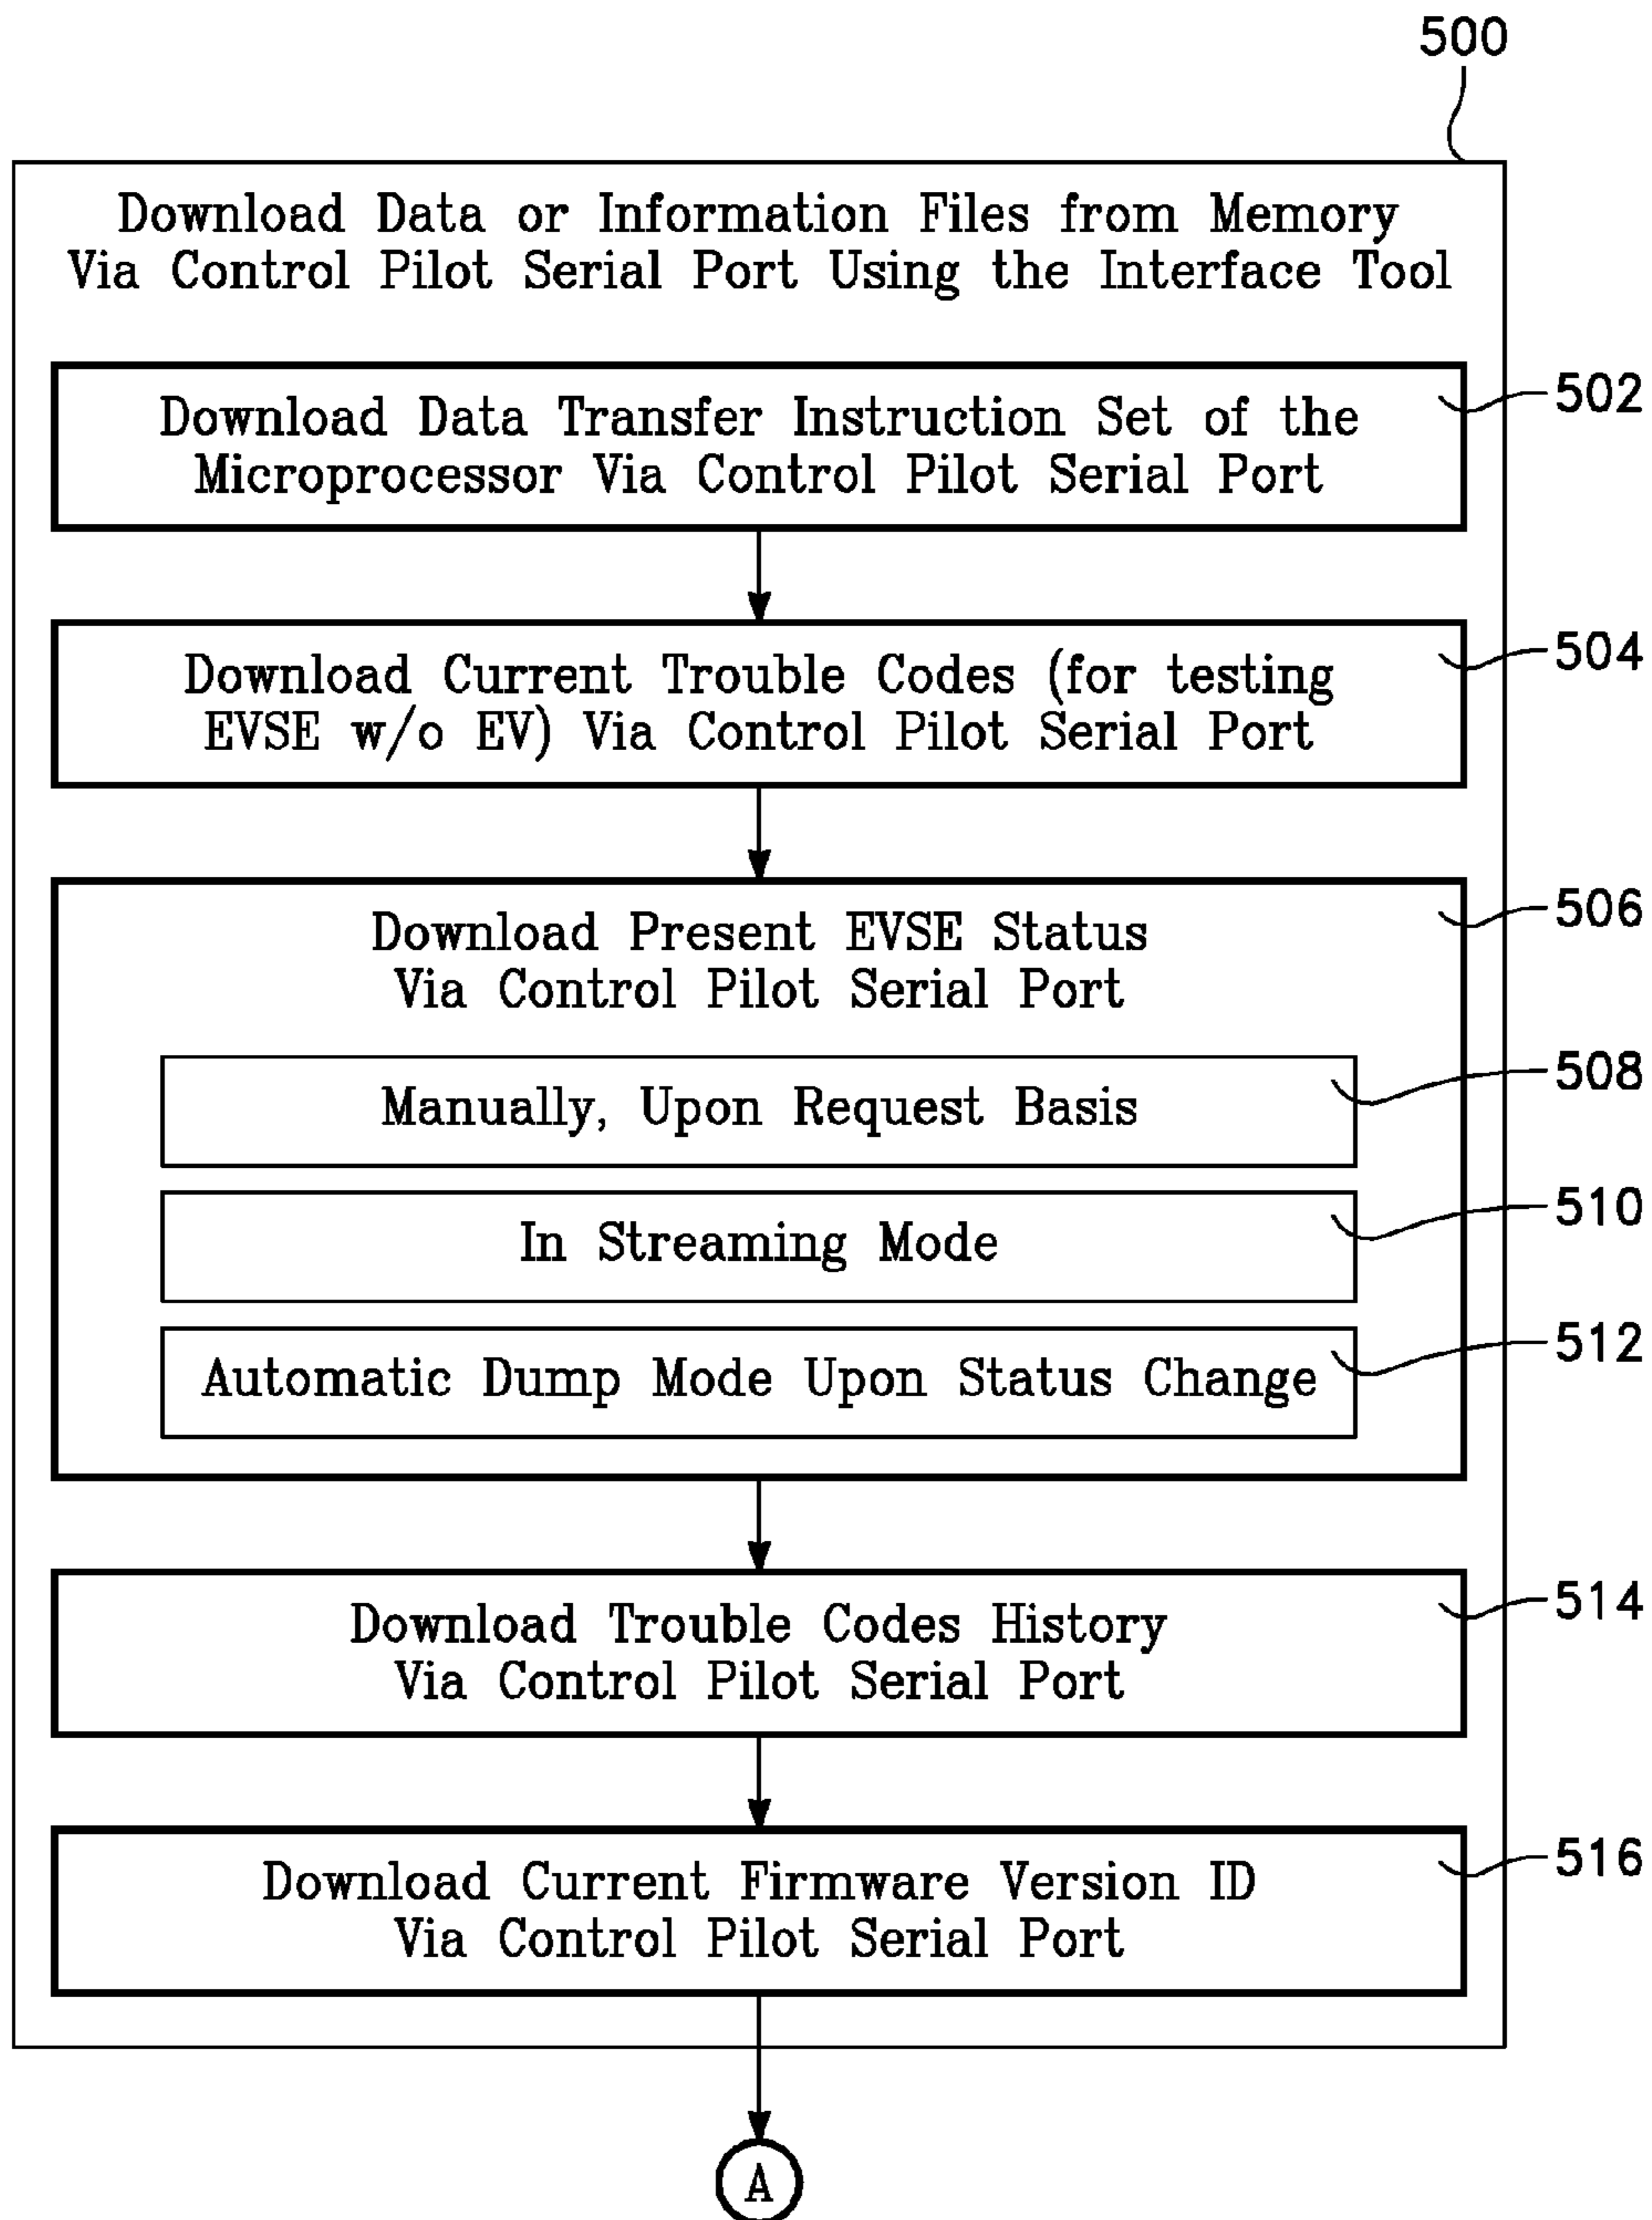 500
Download Data or Information Files from Memory
Via Control Pilot Serial Port Using the Interface Tool
Download Data Transfer Instruction Set of the
Microprocessor Via Control Pilot Serial Port
502
Download Current Trouble Codes (for testing
EVSE w/o EV) Via Control Pilot Serial Port
504
Download Present EVSE Status
Via Control Pilot Serial Port
506
Manually, Upon Request Basis
508
In Streaming Mode
510
Automatic Dump Mode Upon Status Change
512
Download Trouble Codes History
Via Control Pilot Serial Port
514
Download Current Firmware Version ID
Via Control Pilot Serial Port
516
A